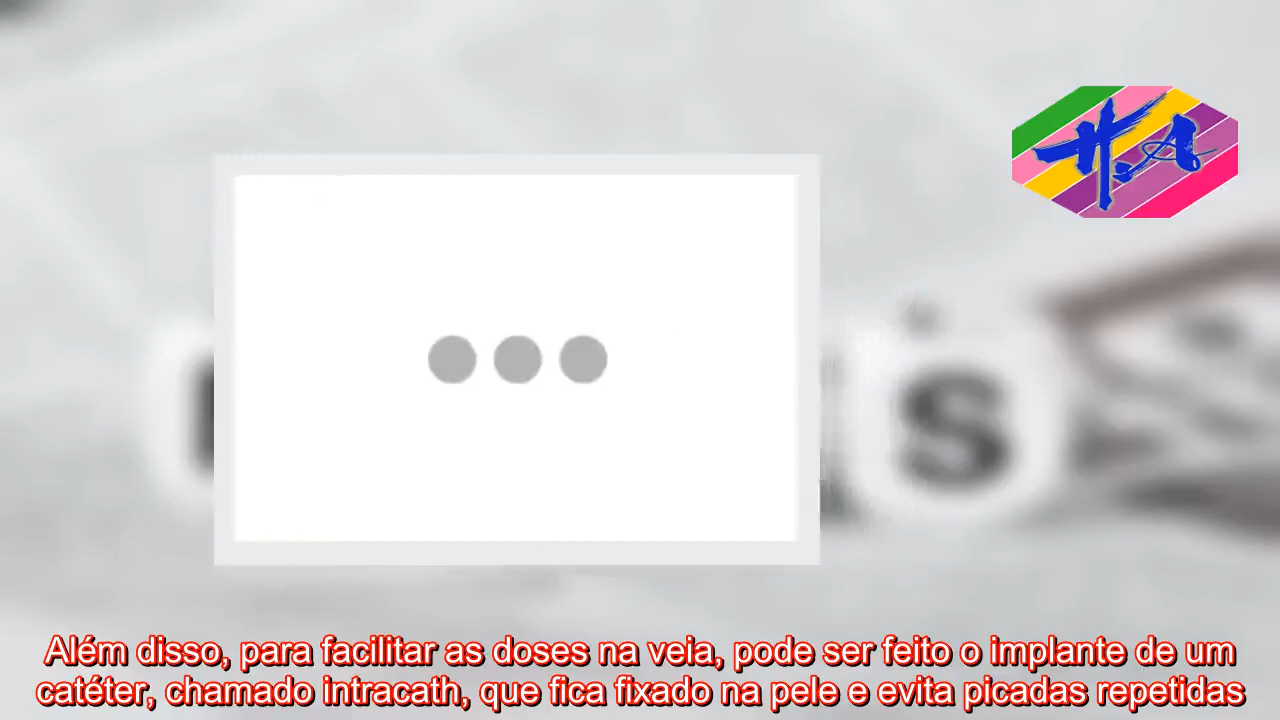 H.A
s
Além disso, para facilitar as doses na veia, pode ser feito o implante de um
catéter, chamado intracath, que fica fixado na pele e evita picadas repetidas